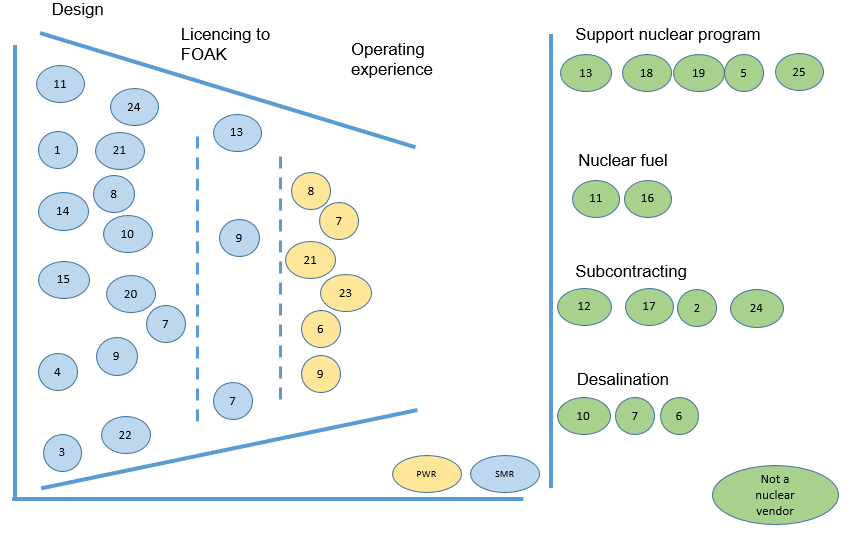 Design
Licencing to
FOAK
Operating
experience
11
24
1
21
8
14
10
15
20
7
9
4
22
3
13
9
7
8
7
21
23
6
9
PWR
SMR
Support nuclear program
13 18 19 5 25
Nuclear fuel
11 16
Subcontracting
12 17 2 24
Desalination
10 7 6
Not a
nuclear
vendor